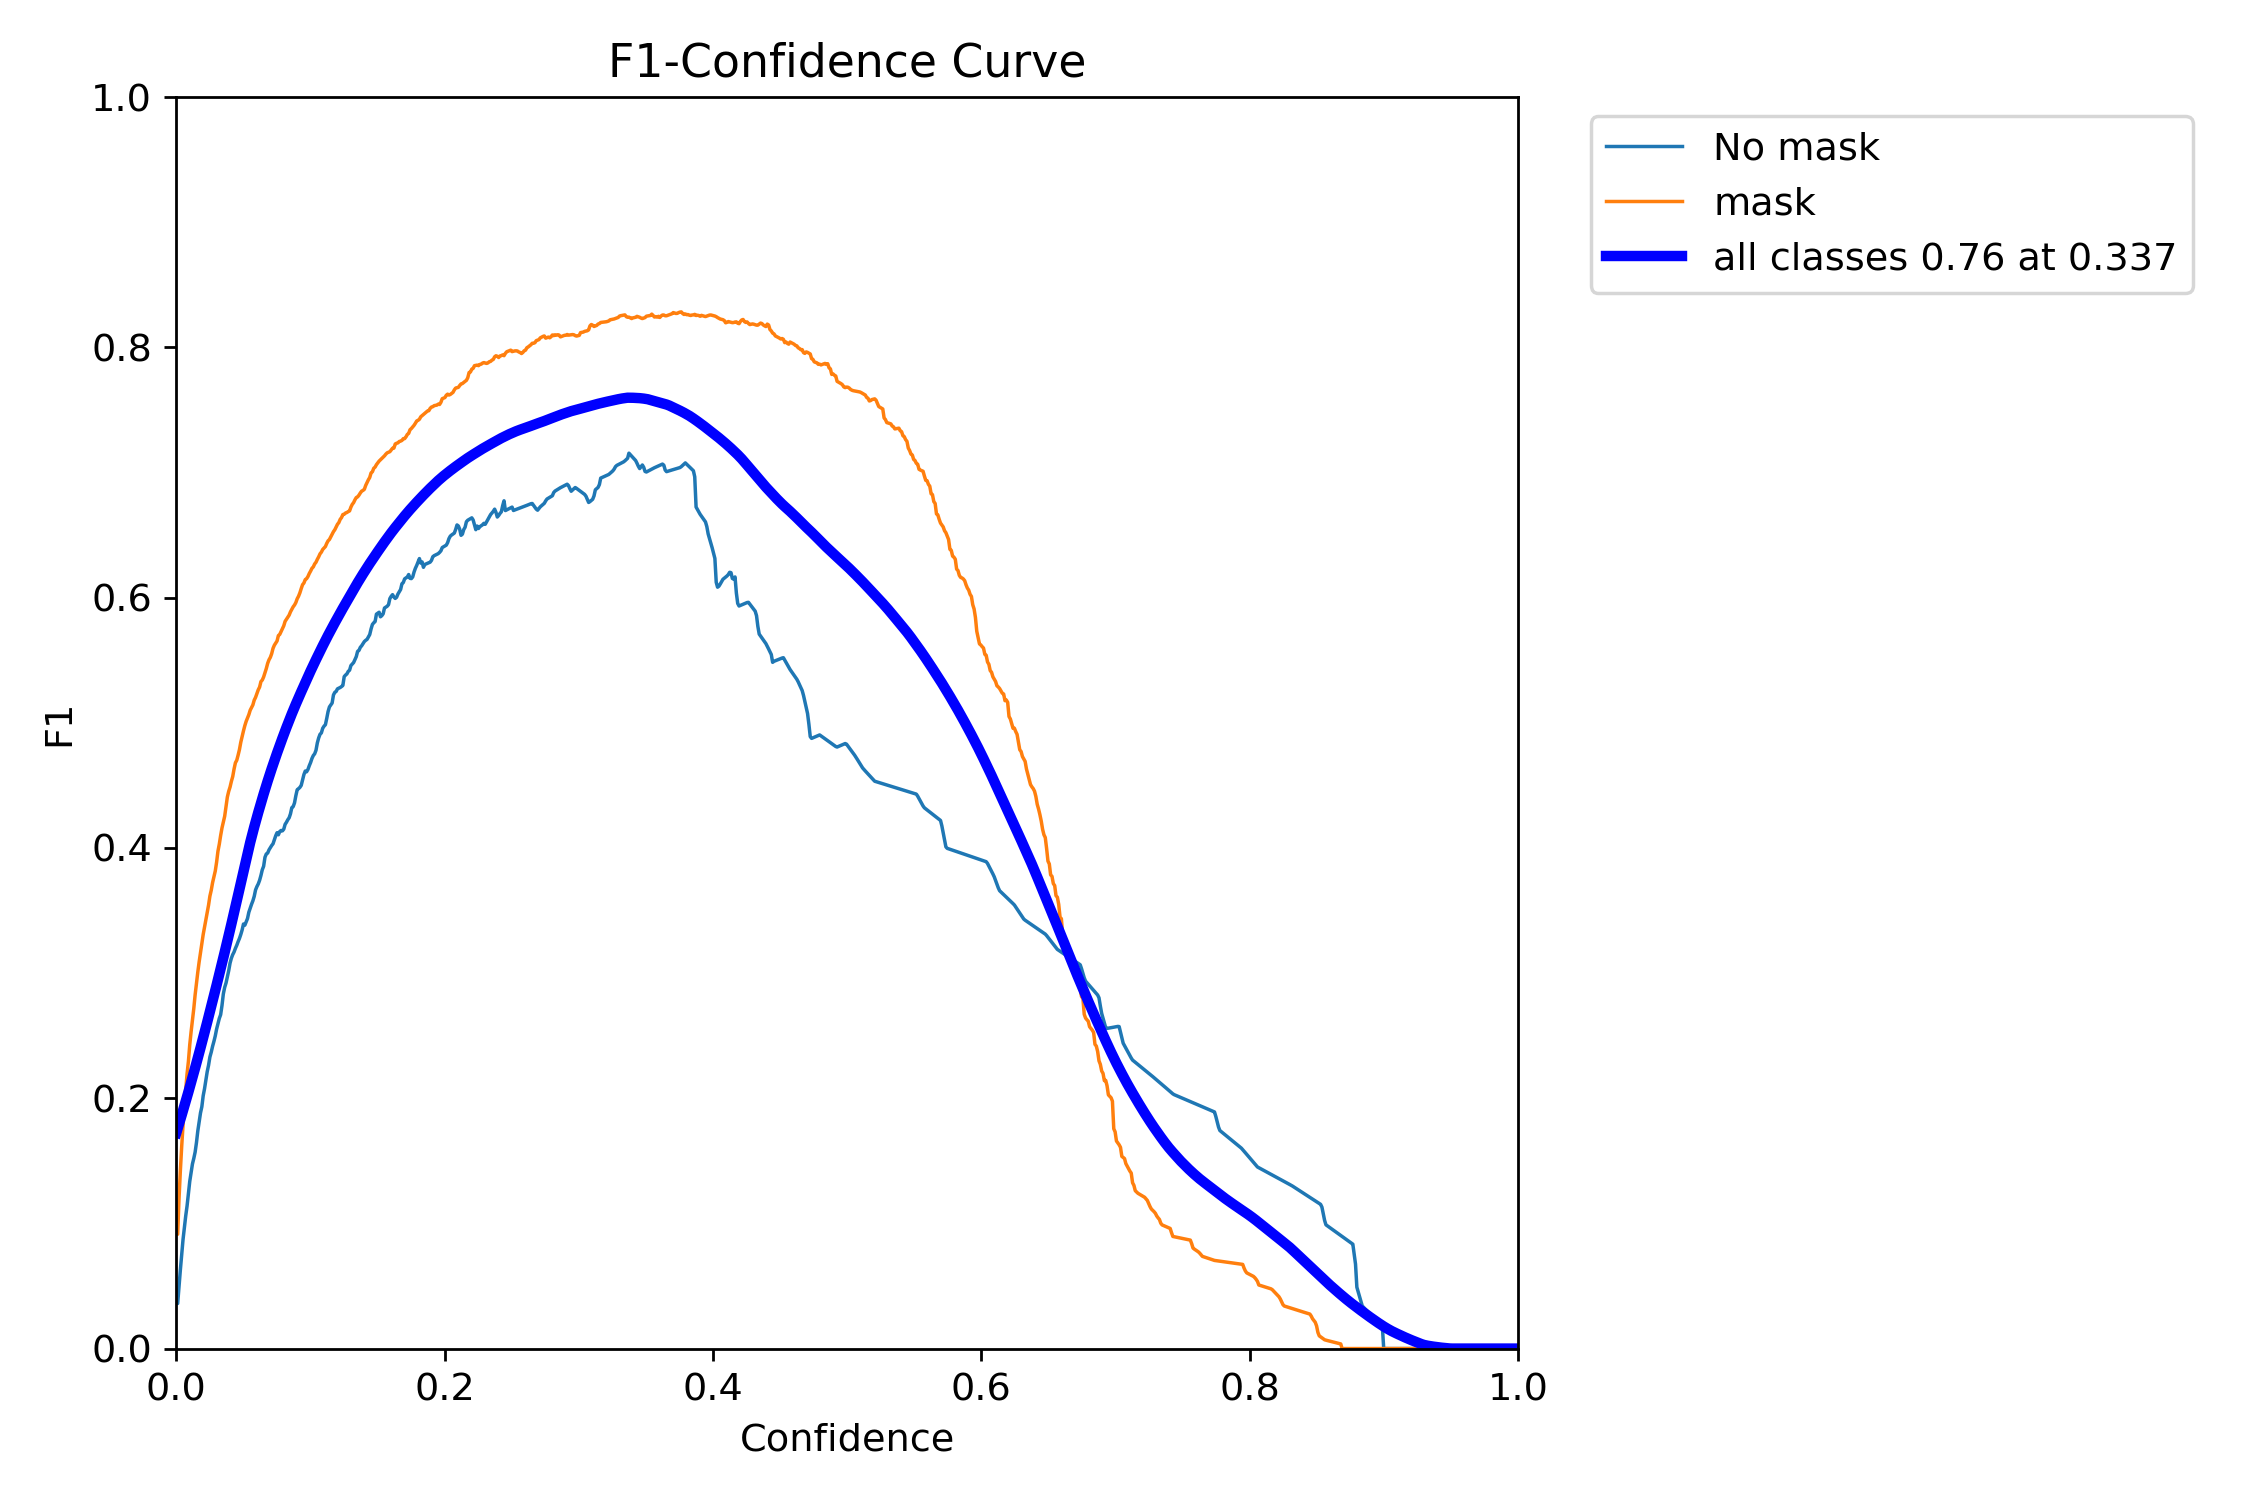 F1-Confidence Curve
1.0
0.8
0.6
0.4
0.2
0.0
F1
0.0 0.2 0.4 0.6 0.8 1.0
Confidence
No mask
mask
all classes 0.76 at 0.337